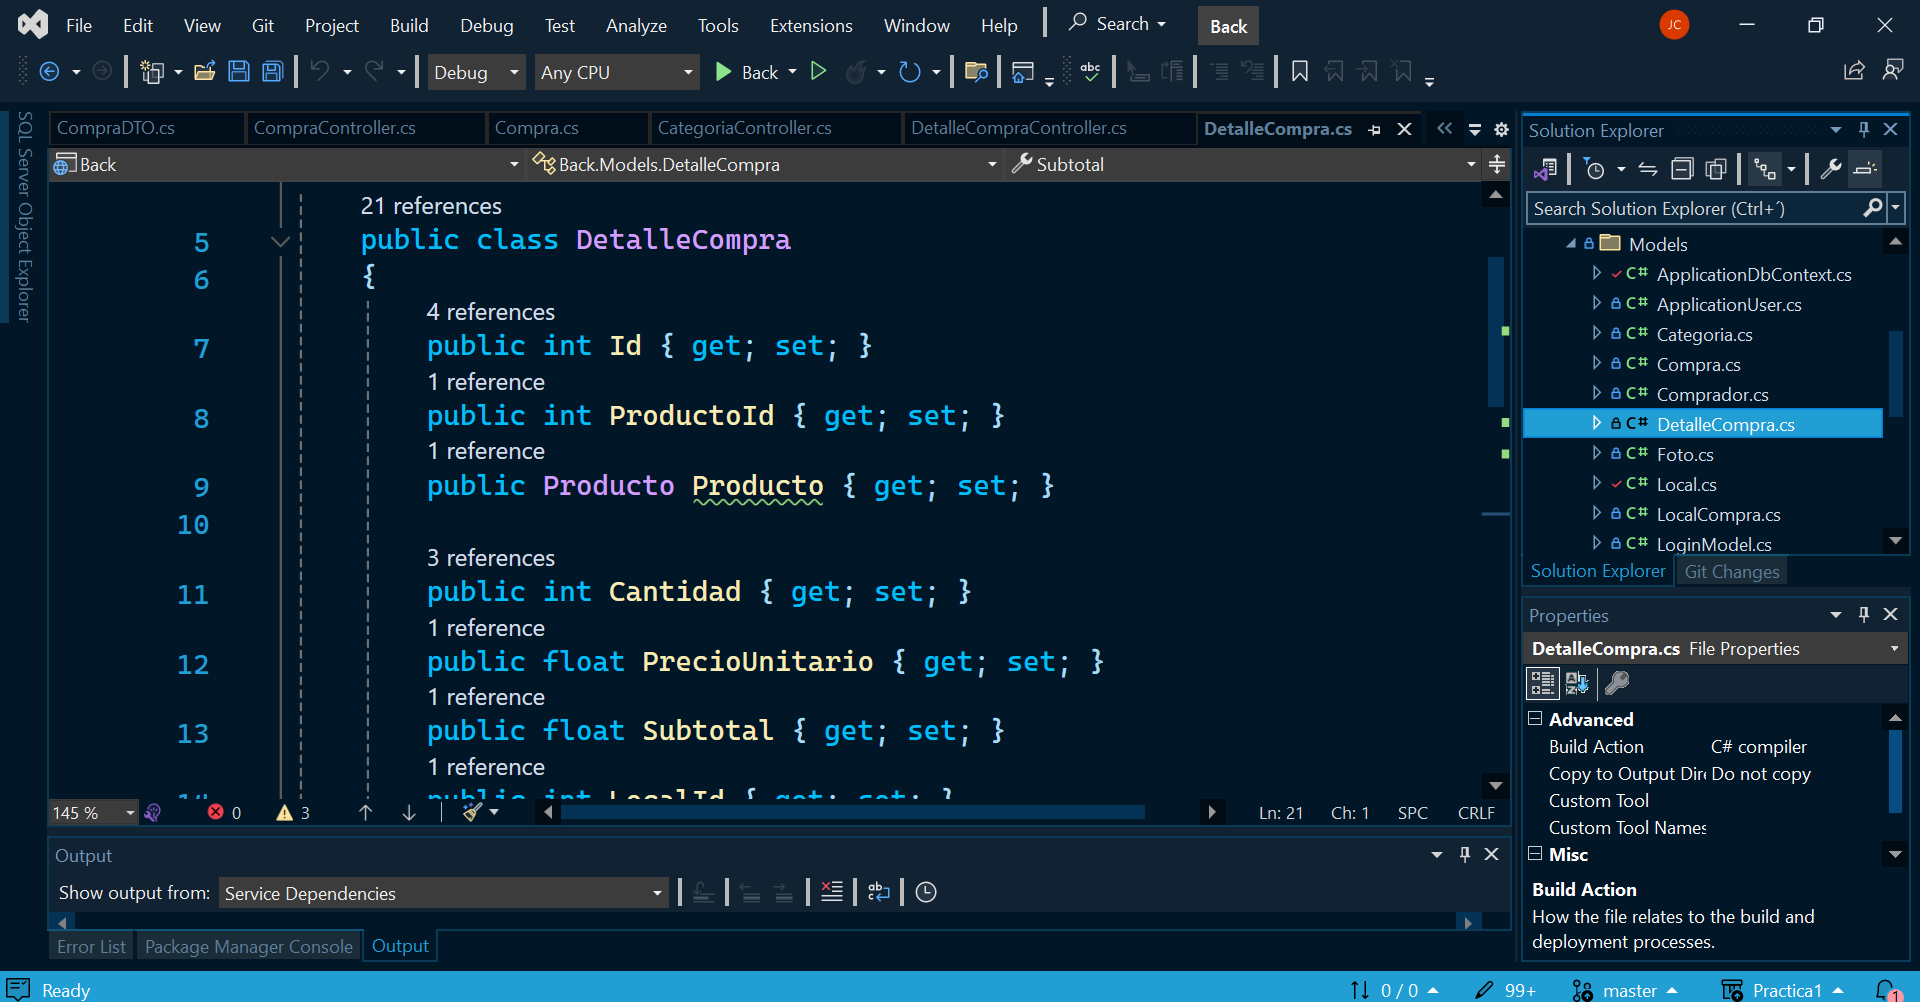 File Edit View Git Project Build Debug Test Analyze Tools Extensions Window Help Search Back JC
Debug Any CPU Back abc
SQL Server Object Explorer
CompraDTO.cs CompraController.cs Compra.cs CategoriaController.cs DetalleCompraController.cs DetalleCompra.cs
Back Back.Models.DetalleCompra Subtotal
21 references
5 public class DetalleCompra
6 {
4 references
7 public int Id { get; set; }
1 reference
8 public int ProductoId { get; set; }
1 reference
9 public Producto Producto { get; set; }
10
3 references
11 public int Cantidad { get; set; }
1 reference
12 public float PrecioUnitario { get; set; }
1 reference
13 public float Subtotal { get; set; }
1 reference
14 public int LocalId { get; set; }
145 % 0 3 Ln: 21 Ch: 1 SPC CRLF
Output
Show output from: Service Dependencies
Error List Package Manager Console Output
Solution Explorer
Search Solution Explorer (Ctrl+´)
Models
C# ApplicationDbContext.cs
C# ApplicationUser.cs
C# Categoria.cs
C# Compra.cs
C# Comprador.cs
C# DetalleCompra.cs
C# Foto.cs
C# Local.cs
C# LocalCompra.cs
C# LoginModel.cs
Solution Explorer Git Changes
Properties
DetalleCompra.cs File Properties
Advanced
Build Action C# compiler
Copy to Output Dire Do not copy
Custom Tool
Custom Tool Names
Misc
Build Action
How the file relates to the build and
deployment processes.
Ready 0 / 0 99+ master Practica1 1